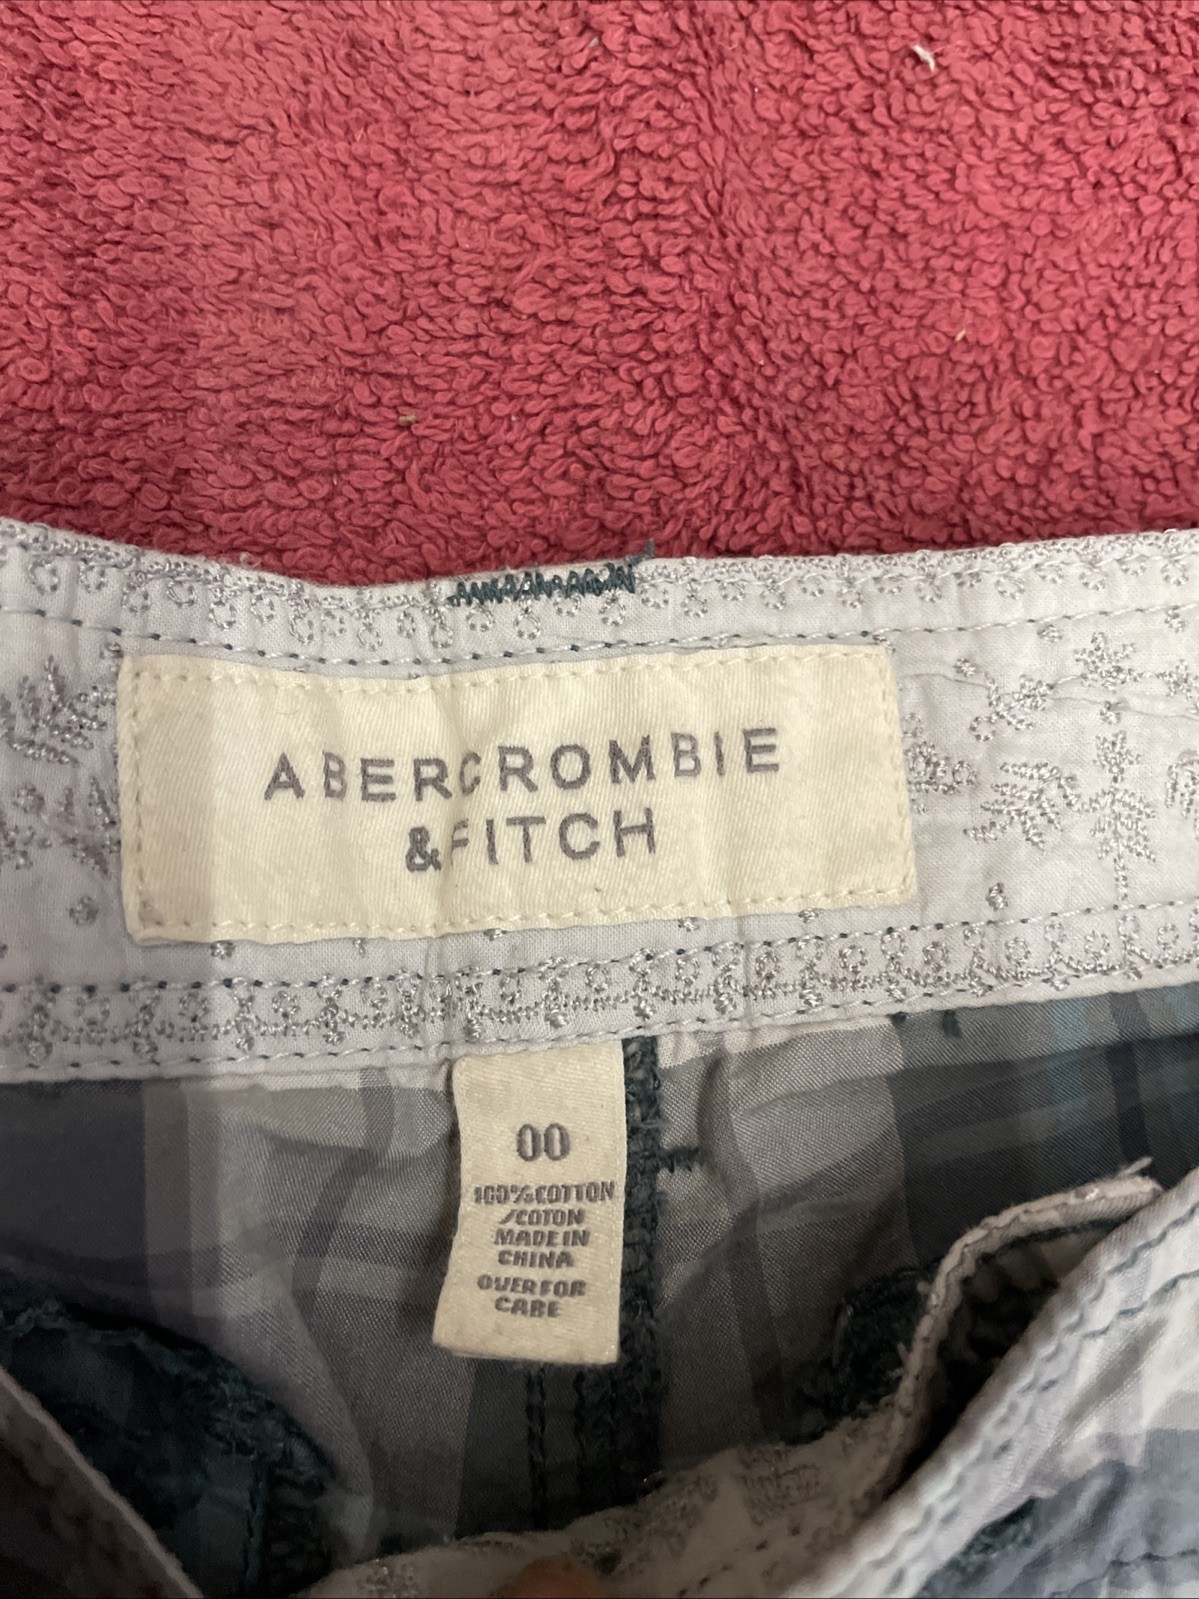 ABERCROMBIE
& FITCH
00
100% COTTON
/COTON
MADE IN
CHINA
OVER FOR
CARE